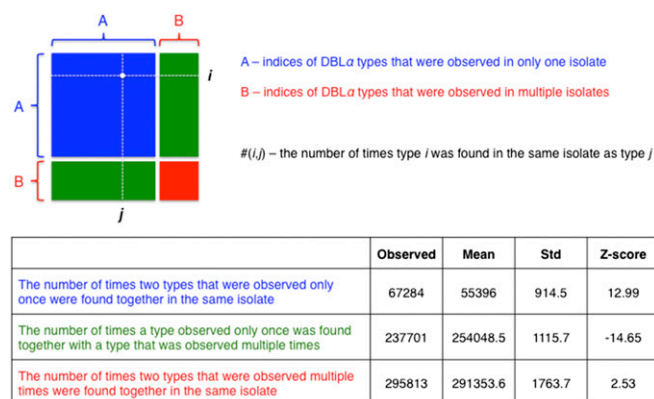 A
B
A – indices of DBLα types that were observed in only one isolate
i
A
B – indices of DBLα types that were observed in multiple isolates
#(i,j) – the number of times type i was found in the same isolate as type j
B
j
Observed Mean Std Z-score
The number of times two types that were observed only
once were found together in the same isolate
67284 55396 914.5 12.99
The number of times a type observed only once was found
together with a type that was observed multiple times
237701 254048.5 1115.7 -14.65
The number of times two types that were observed multiple
times were found together in the same isolate
295813 291353.6 1763.7 2.53